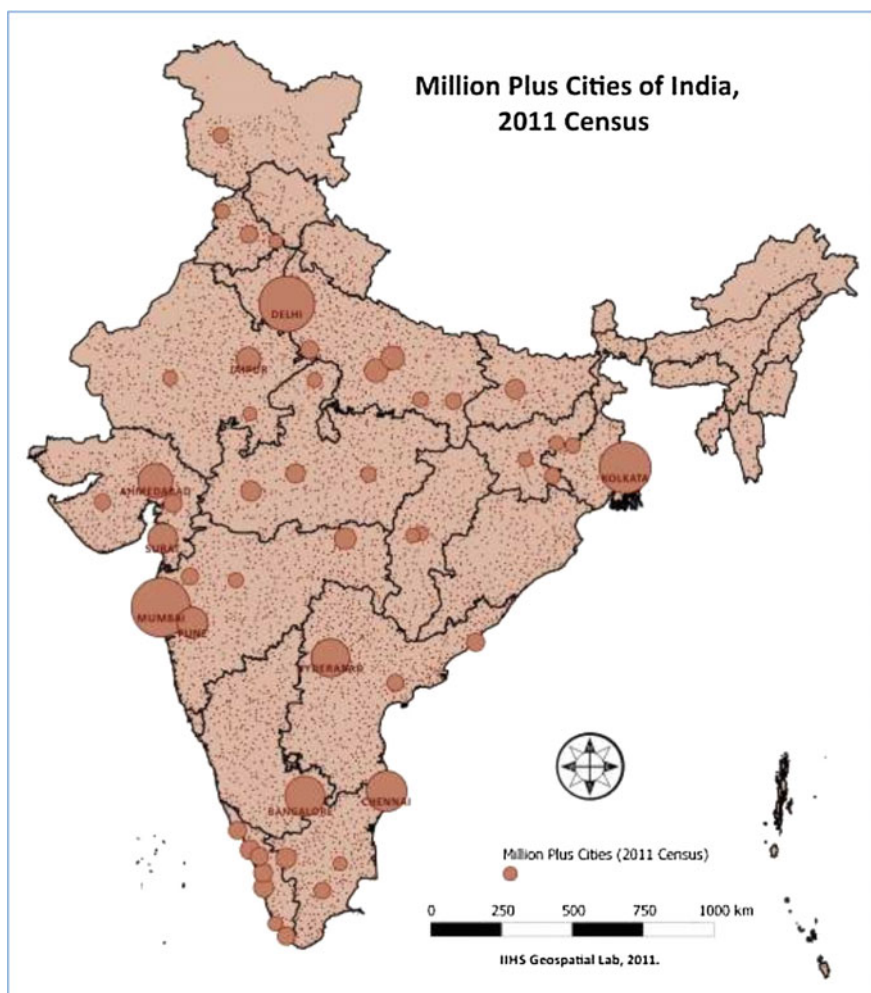 Million Plus Cities of India,
2011 Census
DELHI
JAIPUR
AHMEDABAD
KOLKATA
SURAT
MUMBAI
PUNE
HYDERABAD
BANGALORE
CHENNAI
Million Plus Cities (2011 Census)
0 250 500 750 1000 km
IIHS Geospatial Lab, 2011.